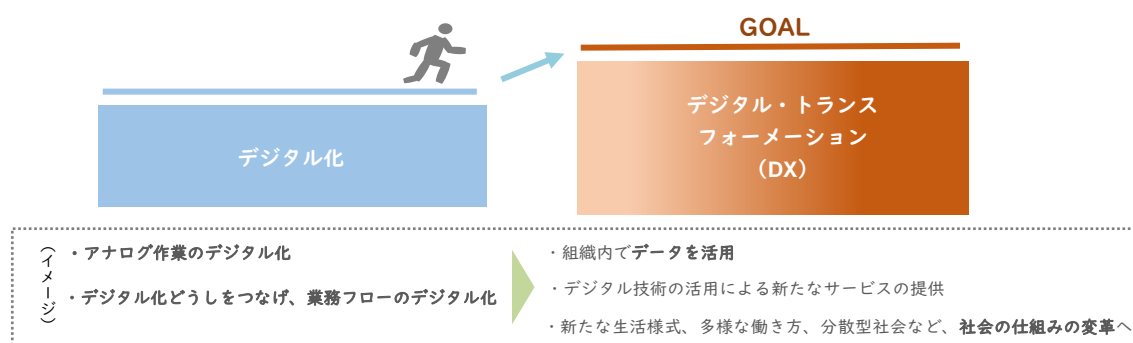 GOAL
デジタル化
デジタル・トランス
フォーメーション
（DX）
（イメージ）
・アナログ作業のデジタル化
・デジタル化どうしをつなげ、業務フローのデジタル化
・組織内でデータを活用
・デジタル技術の活用による新たなサービスの提供
・新たな生活様式、多様な働き方、分散型社会など、社会の仕組みの変革へ